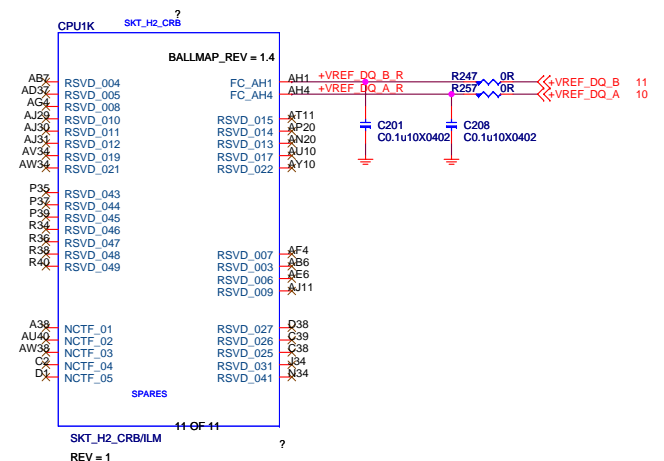 ?
CPU1K SKT_H2_CRB
BALLMAP_REV = 1.4
AB7 RSVD_004 FC_AH1 AH1 +VREF_DQ_B_R R247 0R +VREF_DQ_B 11
AD37 RSVD_005 FC_AH4 AH4 +VREF_DQ_A_R R257 0R +VREF_DQ_A 10
AG4 RSVD_008
AJ29 RSVD_010 RSVD_015 AT11
AJ30 RSVD_011 RSVD_014 AP20
AJ31 RSVD_012 RSVD_013 AN20
AV34 RSVD_019 RSVD_017 AU10
AW34 RSVD_021 RSVD_022 AY10
C201 C208
C0.1u10X0402 C0.1u10X0402
P35 RSVD_043
P37 RSVD_044
P39 RSVD_045
R34 RSVD_046
R36 RSVD_047
R38 RSVD_048 RSVD_007 AF4
R40 RSVD_049 RSVD_003 AB6
RSVD_006 AE6
RSVD_009 AJ11
A38 NCTF_01 RSVD_027 D38
AU40 NCTF_02 RSVD_026 C39
AW38 NCTF_03 RSVD_025 C38
C2 NCTF_04 RSVD_031 J34
D1 NCTF_05 RSVD_041 N34
SPARES
11 OF 11
SKT_H2_CRB/ILM ?
REV = 1